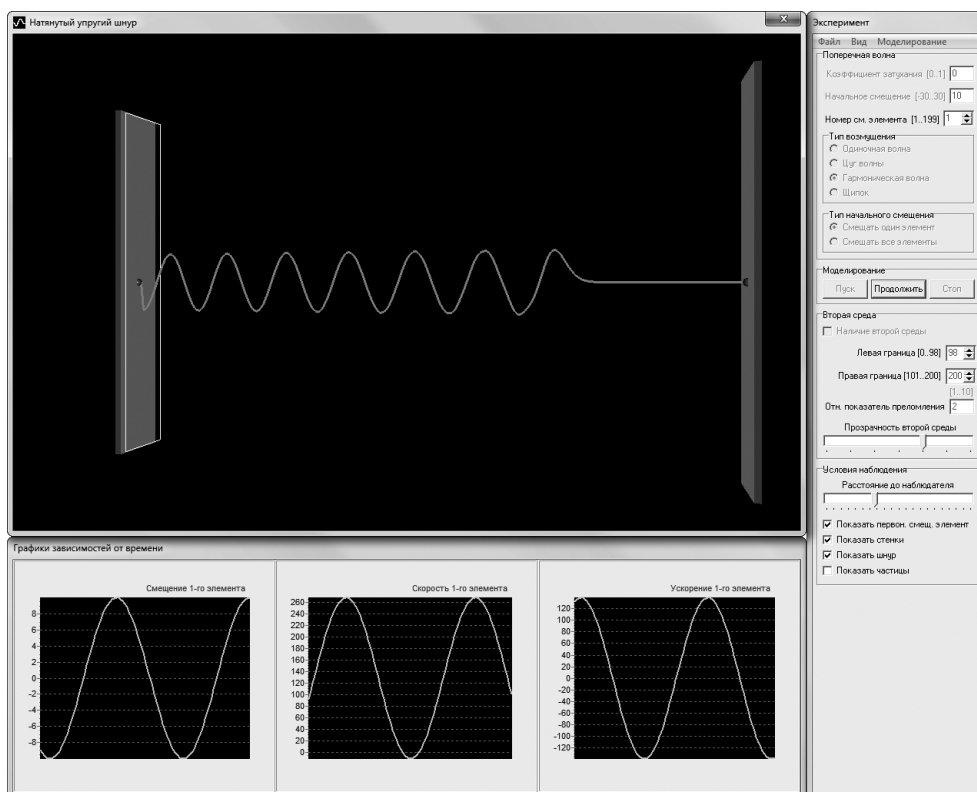 Натянутый упругий шнур
Эксперимент
Файл Вид Моделирование
Поперечная волна
Коэффициент затухания [0..1] 0
Начальное смещение [-30..30] 10
Номер см. элемента [1..199] 1
Тип возмущения
Одиночная волна
Цуг волны
Гармоническая волна
Щипок
Тип начального смещения
Смещать один элемент
Смещать все элементы
Моделирование
Пуск Продолжить Стоп
Вторая среда
Наличие второй среды
Левая граница [0..98] 98
Правая граница [101..200] 200
[1..10]
Отн. показатель преломления 2
Прозрачность второй среды
Условия наблюдения
Расстояние до наблюдателя
Показать первон. смещ. элемент
Показать стенки
Показать шнур
Показать частицы
Графики зависимостей от времени
Смещение 1-го элемента
8
6
4
2
0
-2
-4
-6
-8
Скорость 1-го элемента
260
240
220
200
180
160
140
120
100
80
60
40
20
0
Ускорение 1-го элемента
120
100
80
60
40
20
0
-20
-40
-60
-80
-100
-120